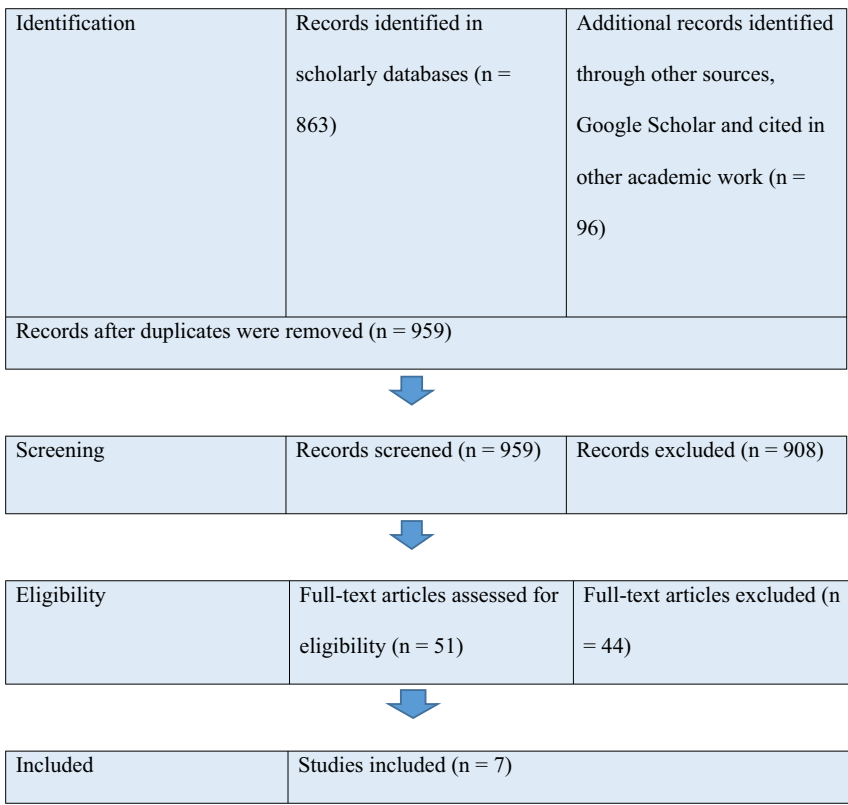 Identification
Records identified in
scholarly databases (n =
863)
Additional records identified
through other sources,
Google Scholar and cited in
other academic work (n =
96)
Records after duplicates were removed (n = 959)
Screening
Records screened (n = 959)
Records excluded (n = 908)
Eligibility
Full-text articles assessed for
eligibility (n = 51)
Full-text articles excluded (n
= 44)
Included
Studies included (n = 7)